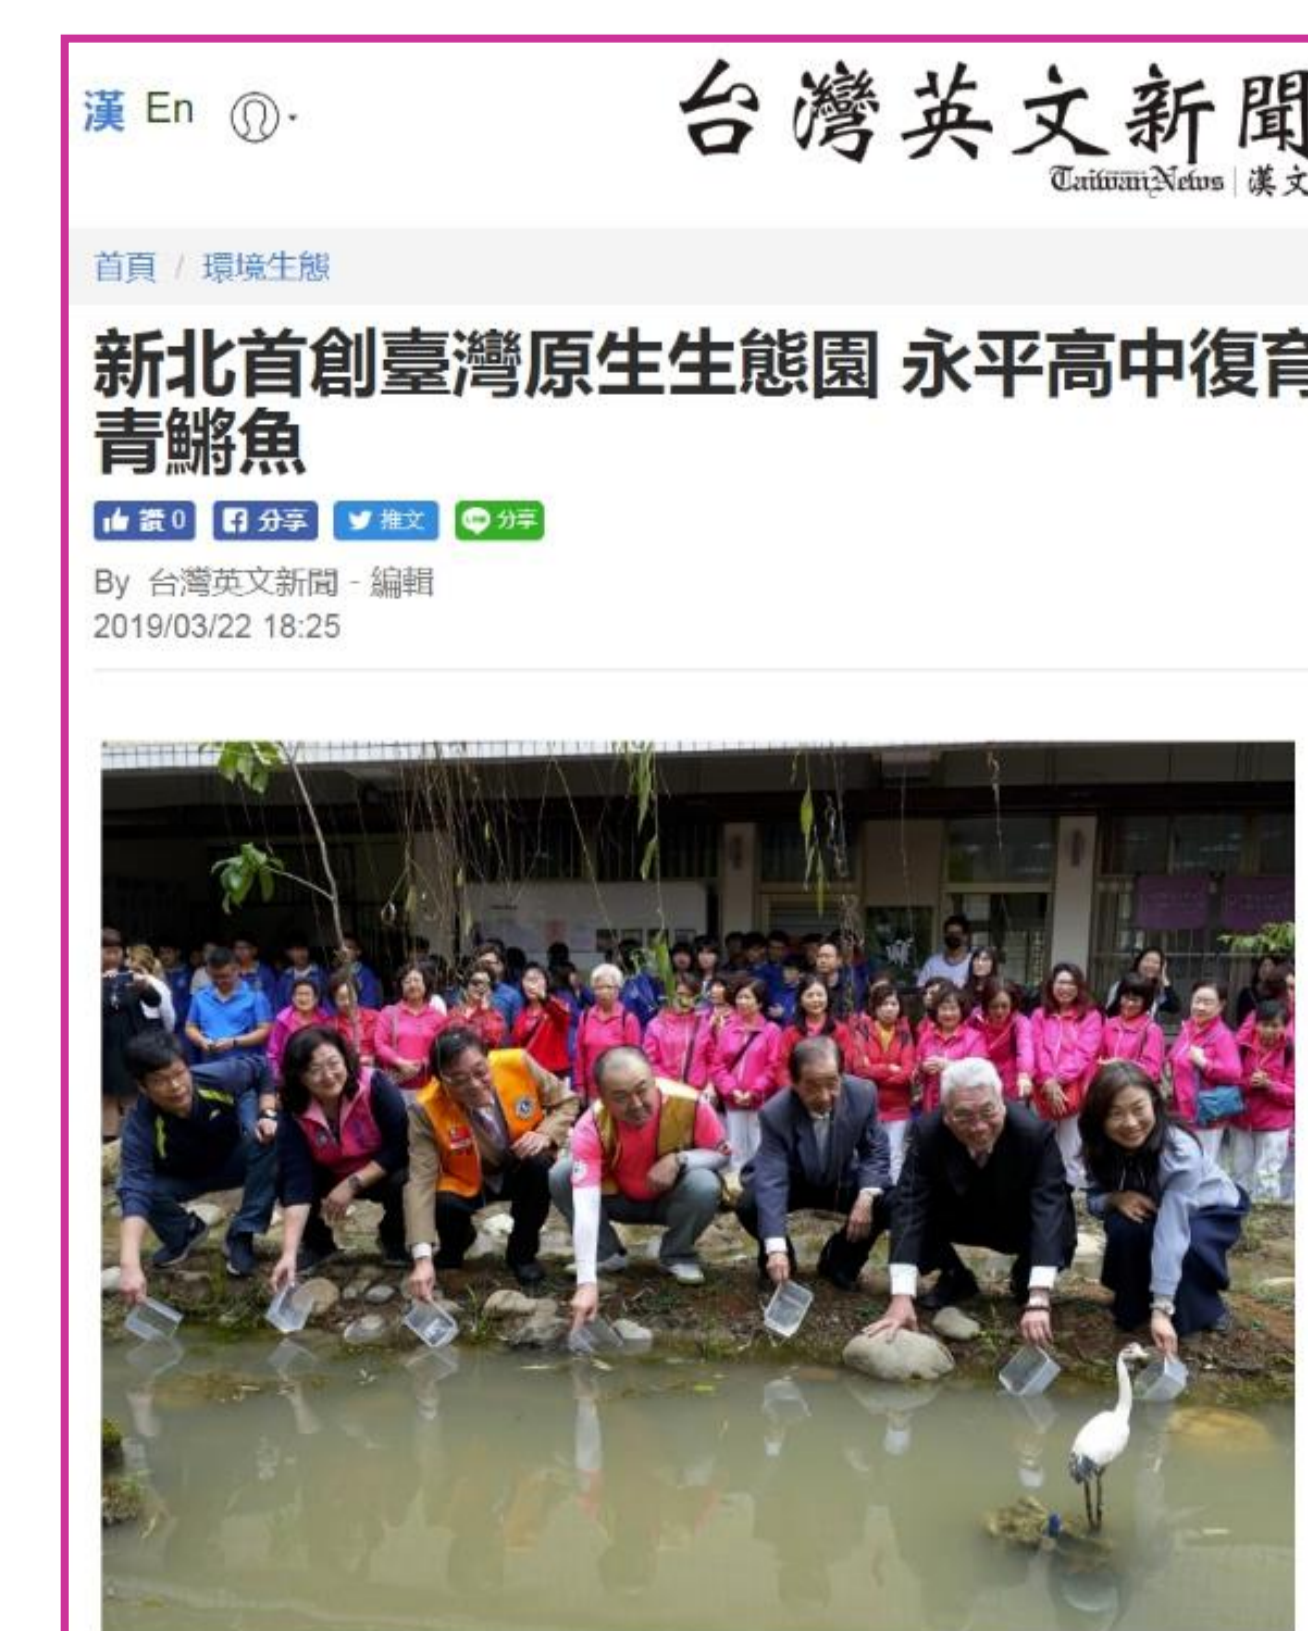 漢 En
台灣英文新聞
Taiwan News | 漢文
首頁 / 環境生態
新北首創臺灣原生生態園 永平高中復育
青鱂魚
讚 0 分享 推文 分享
By 台灣英文新聞 - 編輯
2019/03/22 18:25